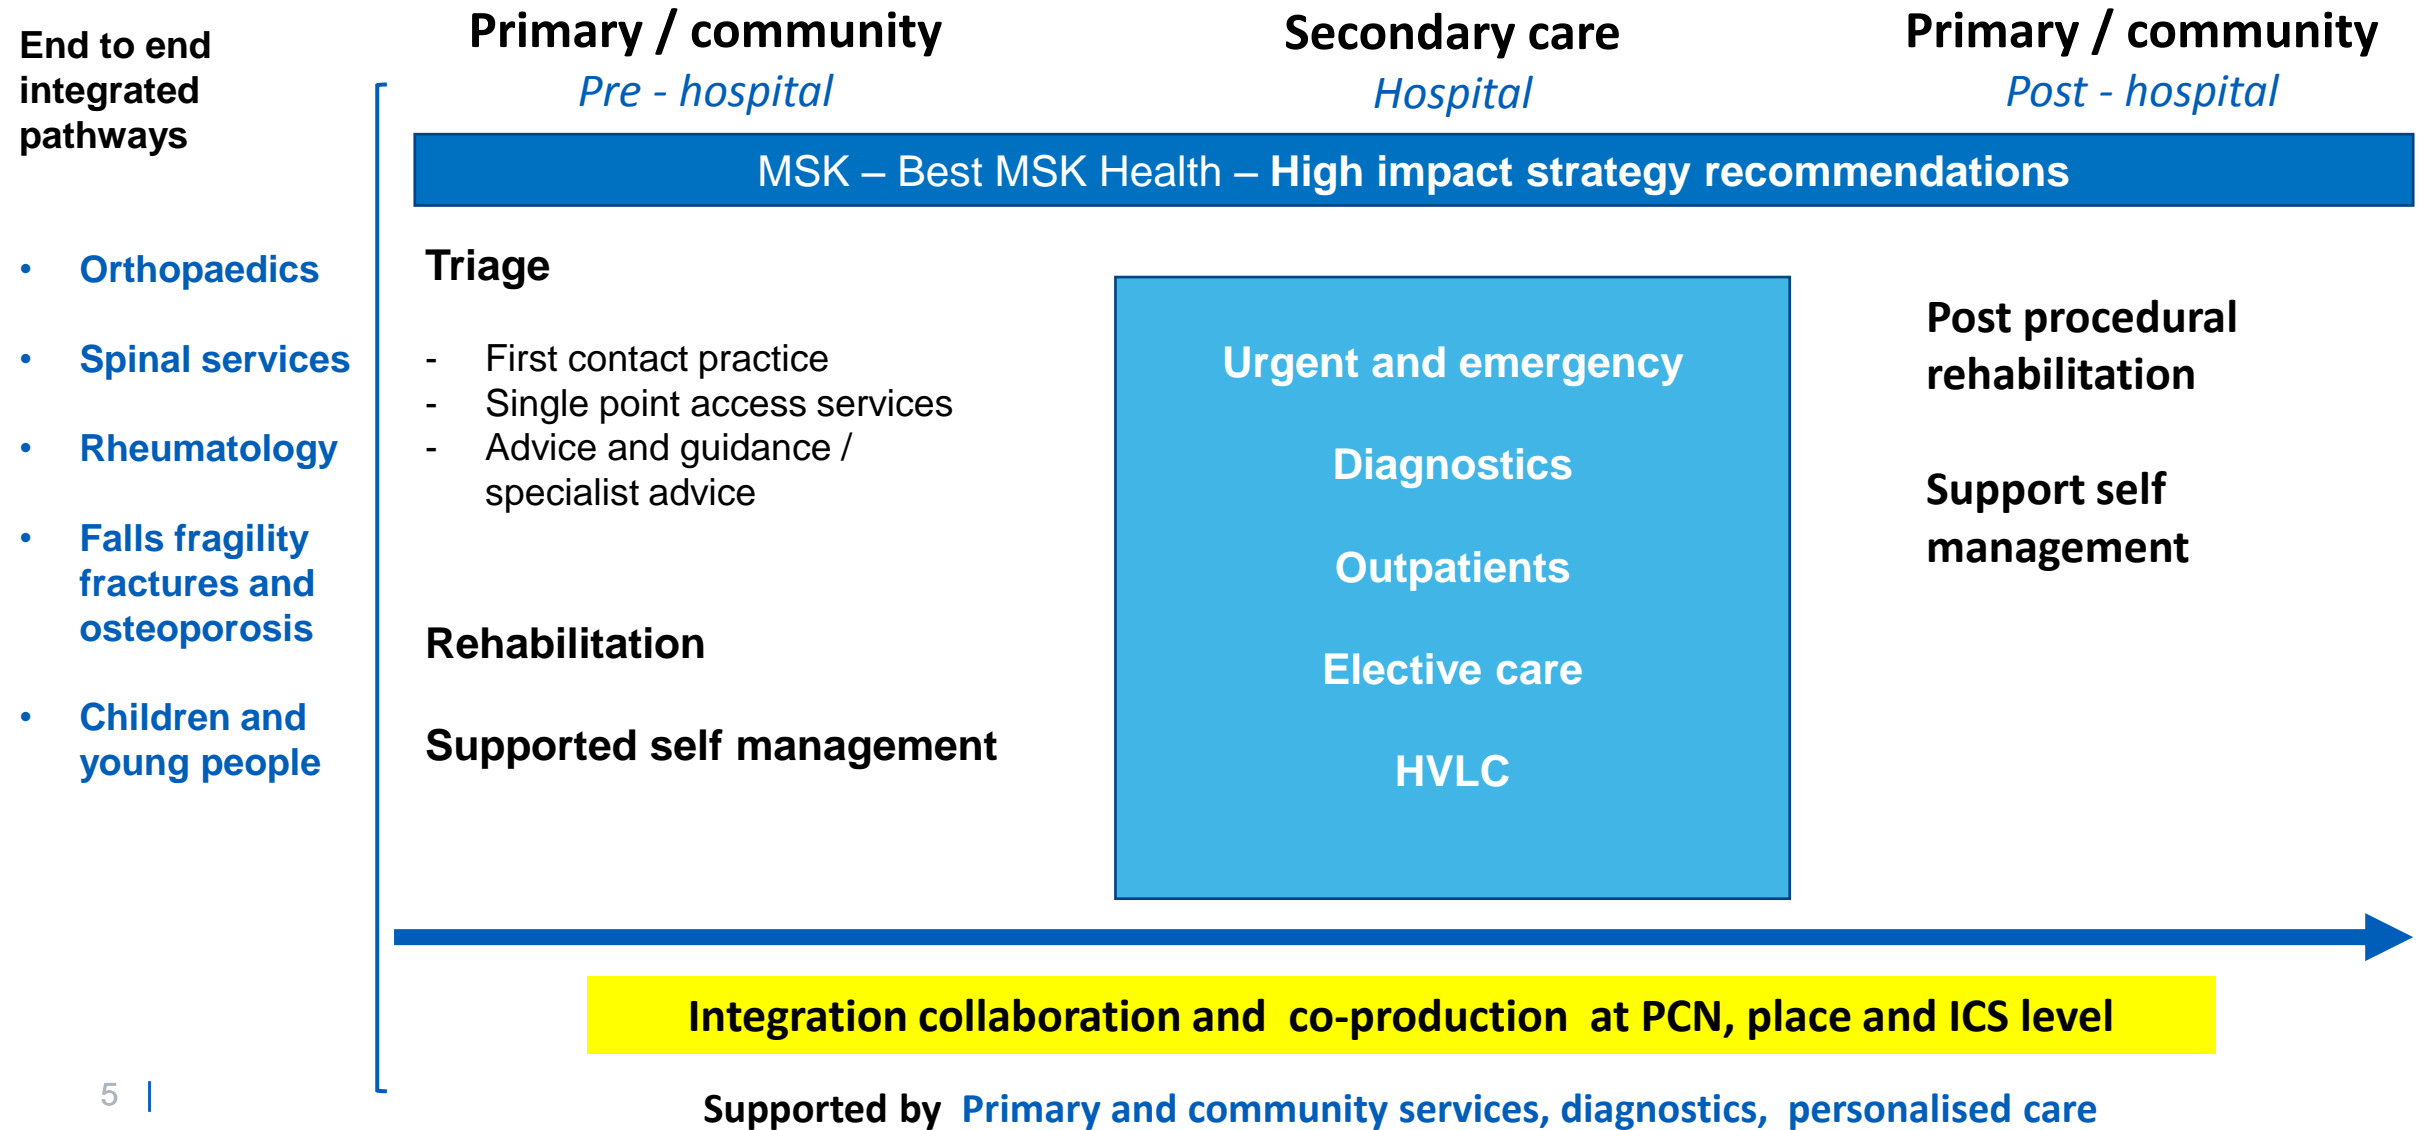 End to end
integrated
pathways
• Orthopaedics
• Spinal services
• Rheumatology
• Falls fragility
fractures and
osteoporosis
• Children and
young people
Primary / community
Pre - hospital
Secondary care
Hospital
Primary / community
Post - hospital
MSK – Best MSK Health – High impact strategy recommendations
Triage
- First contact practice
- Single point access services
- Advice and guidance /
specialist advice
Rehabilitation
Supported self management
Urgent and emergency
Diagnostics
Outpatients
Elective care
HVLC
Post procedural
rehabilitation
Support self
management
Integration collaboration and co-production at PCN, place and ICS level
Supported by Primary and community services, diagnostics, personalised care
5 |